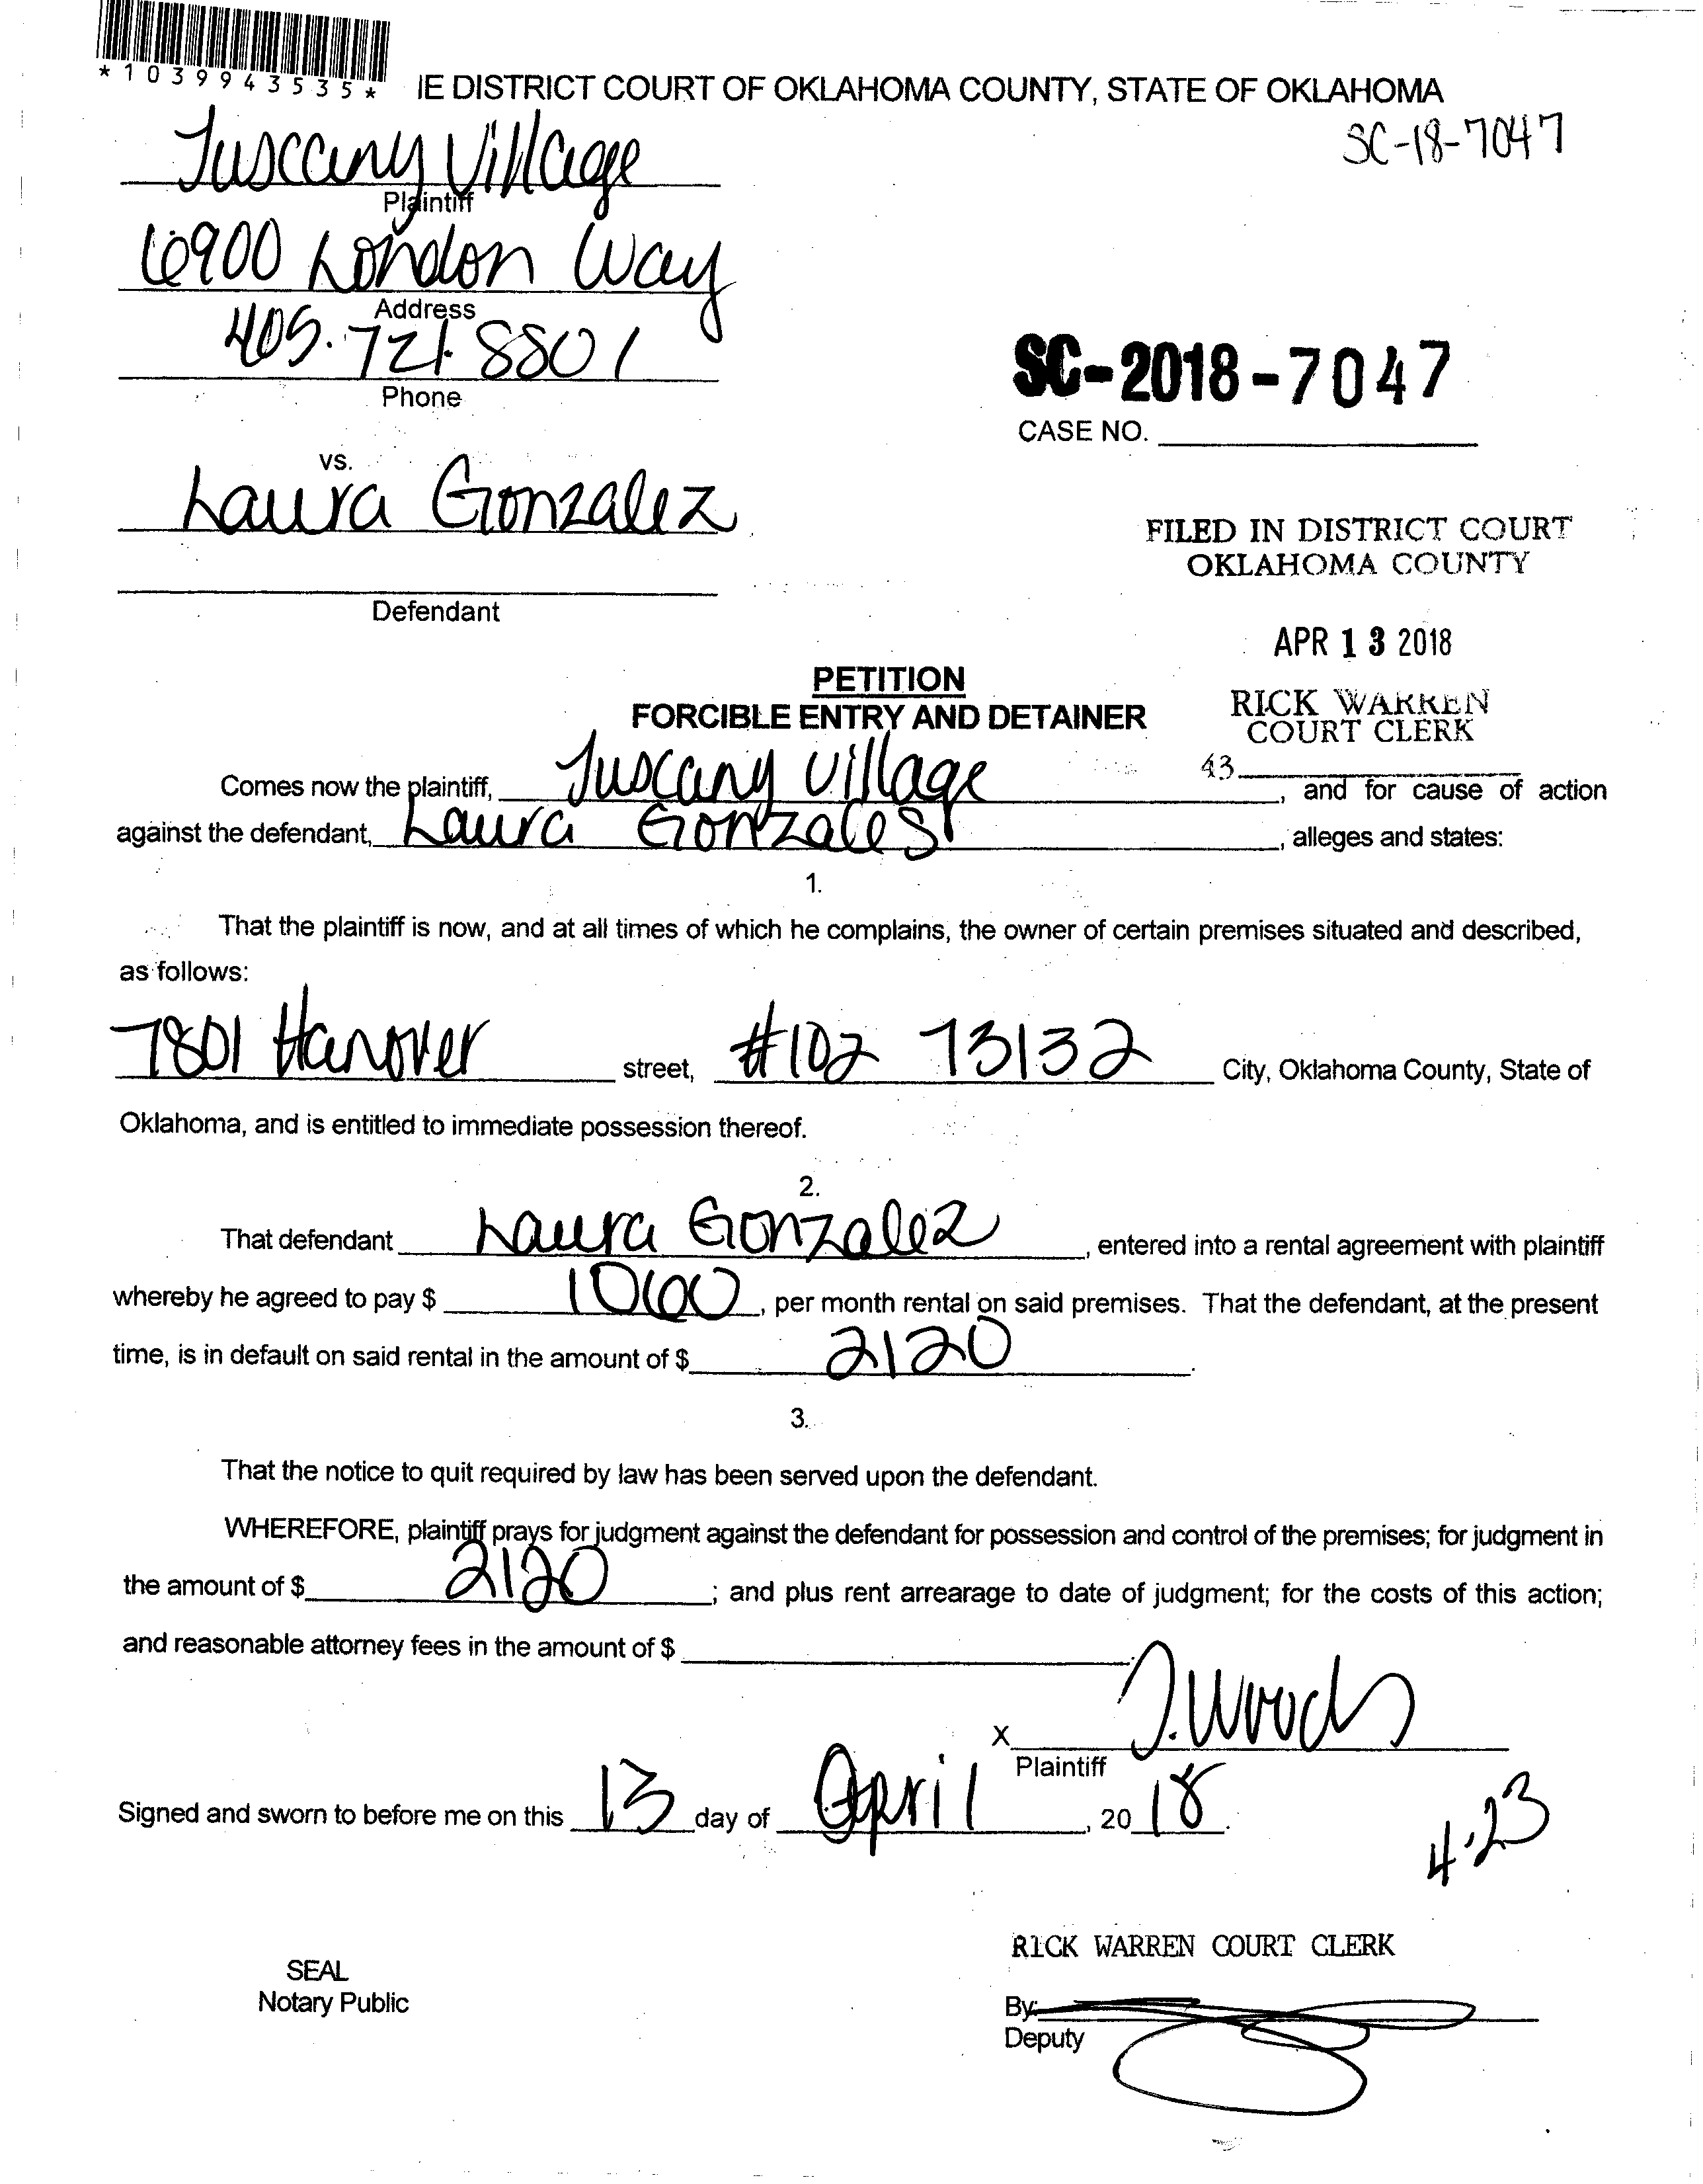 *1039943535*
IE DISTRICT COURT OF OKLAHOMA COUNTY, STATE OF OKLAHOMA
SC-18-7047
Tuscany Village
Plaintiff
6900 London Way
Address
405.721.8801
Phone
SC-2018-7047
CASE NO.
vs.
Laura Gonzalez
Defendant
FILED IN DISTRICT COURT
OKLAHOMA COUNTY
APR 13 2018
RICK WARREN
COURT CLERK
43
PETITION
FORCIBLE ENTRY AND DETAINER
Comes now the plaintiff, Tuscany Village, and for cause of action
against the defendant, Laura Gonzales, alleges and states:
1.
That the plaintiff is now, and at all times of which he complains, the owner of certain premises situated and described,
as follows:
7801 Hanover street, #102 73132 City, Oklahoma County, State of
Oklahoma, and is entitled to immediate possession thereof.
2.
That defendant Laura Gonzalez, entered into a rental agreement with plaintiff
whereby he agreed to pay $ 1060, per month rental on said premises. That the defendant, at the present
time, is in default on said rental in the amount of $ 2120.
3.
That the notice to quit required by law has been served upon the defendant.
WHEREFORE, plaintiff prays for judgment against the defendant for possession and control of the premises; for judgment in
the amount of $ 2120; and plus rent arrearage to date of judgment; for the costs of this action;
and reasonable attorney fees in the amount of $
X J. Woods
Plaintiff
Signed and sworn to before me on this 13 day of April, 20 18.
4.23
RICK WARREN COURT CLERK
SEAL
Notary Public
By:
Deputy